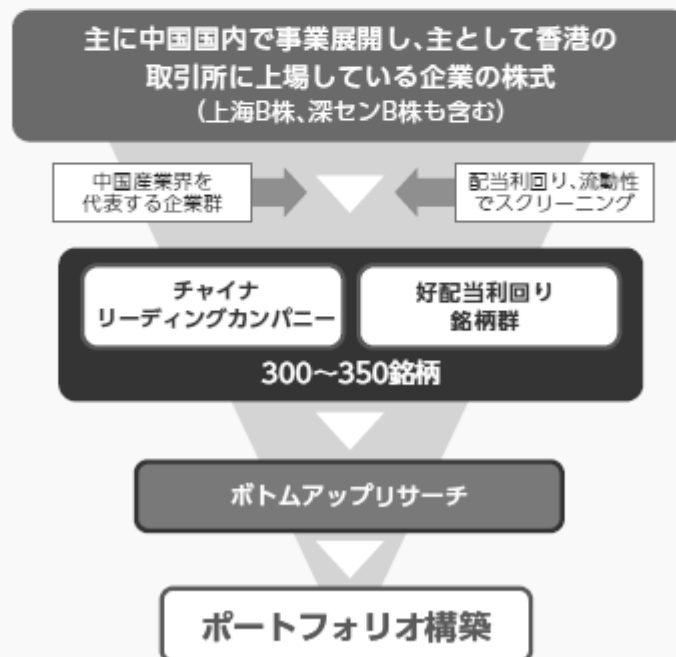 主に中国国内で事業展開し、主として香港の
取引所に上場している企業の株式
（上海B株、深センB株も含む）
中国産業界を
代表する企業群
配当利回り、流動性
でスクリーニング
チャイナ
リーディングカンパニー
好配当利回り
銘柄群
300～350銘柄
ボトムアップリサーチ
ポートフォリオ構築